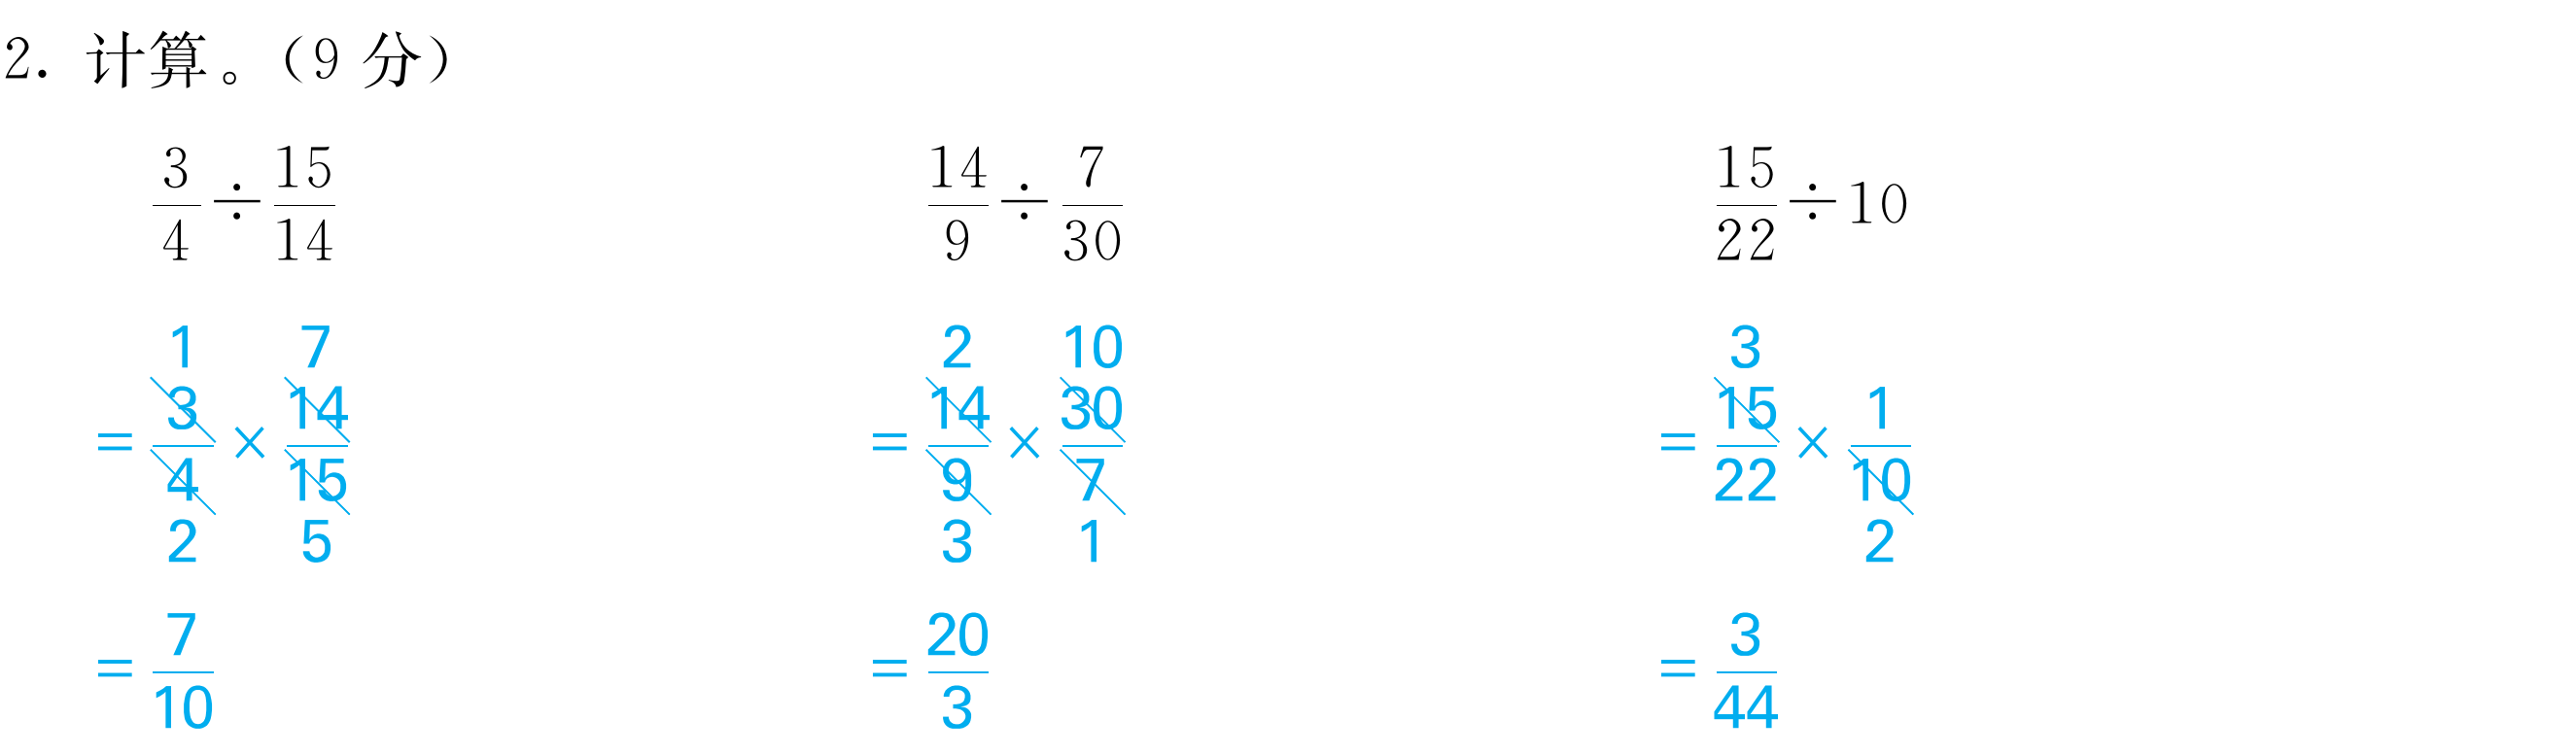 2. 计算。（9 分）
3/4÷15/14 14/9÷7/30 15/22÷10
1 7 2 10 3
=3/4×14/15 =14/9×30/7 =15/22×1/10
2 5 3 1 2
=7/10 =20/3 =3/44